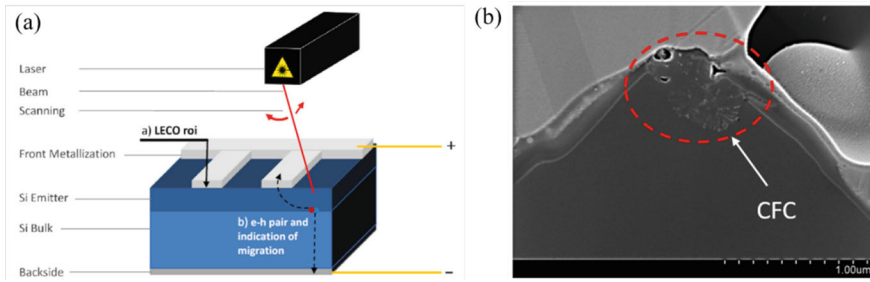 (a)
Laser
Beam
Scanning
a) LECO roi
Front Metallization
+
Si Emitter
Si Bulk
b) e-h pair and
indication of
migration
Backside
−
(b)
CFC
1.00um